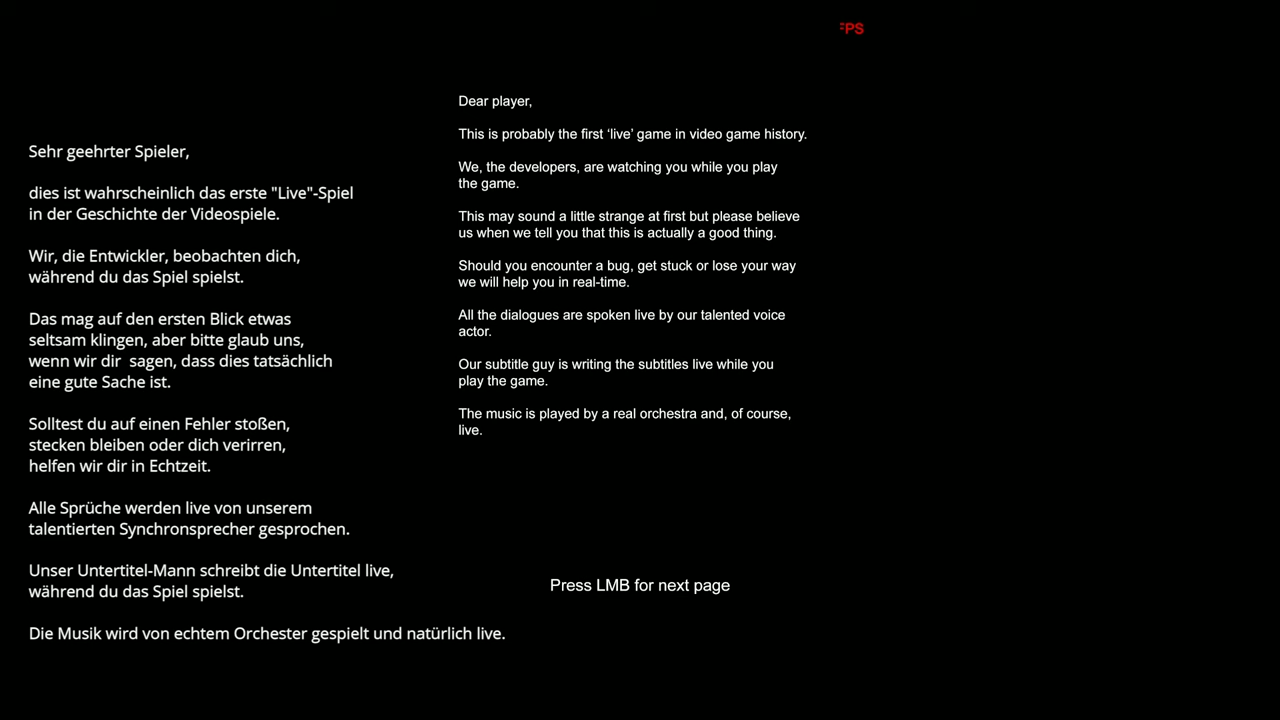 FPS
Sehr geehrter Spieler,
dies ist wahrscheinlich das erste "Live"-Spiel
in der Geschichte der Videospiele.
Wir, die Entwickler, beobachten dich,
während du das Spiel spielst.
Das mag auf den ersten Blick etwas
seltsam klingen, aber bitte glaub uns,
wenn wir dir  sagen, dass dies tatsächlich
eine gute Sache ist.
Solltest du auf einen Fehler stoßen,
stecken bleiben oder dich verirren,
helfen wir dir in Echtzeit.
Alle Sprüche werden live von unserem
talentierten Synchronsprecher gesprochen.
Unser Untertitel-Mann schreibt die Untertitel live,
während du das Spiel spielst.
Die Musik wird von echtem Orchester gespielt und natürlich live.
Dear player,
This is probably the first ‘live’ game in video game history.
We, the developers, are watching you while you play
the game.
This may sound a little strange at first but please believe
us when we tell you that this is actually a good thing.
Should you encounter a bug, get stuck or lose your way
we will help you in real-time.
All the dialogues are spoken live by our talented voice
actor.
Our subtitle guy is writing the subtitles live while you
play the game.
The music is played by a real orchestra and, of course,
live.
Press LMB for next page